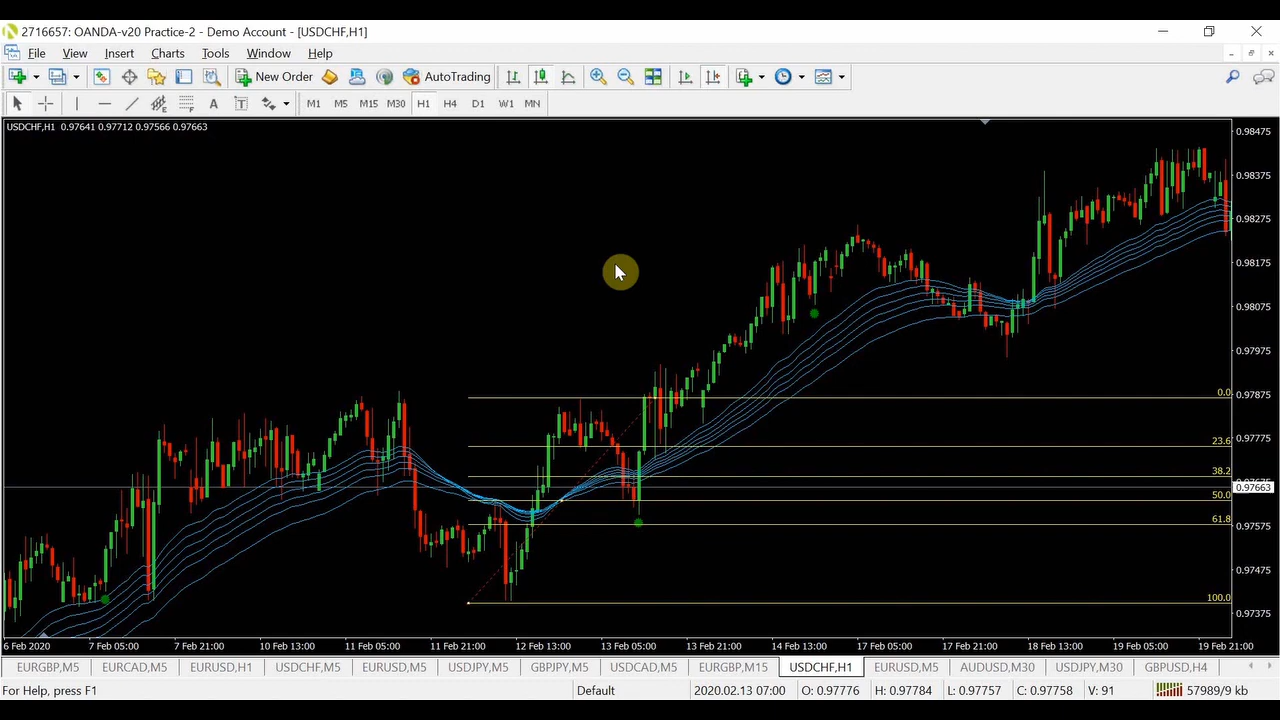 2716657: OANDA-v20 Practice-2 - Demo Account - [USDCHF,H1]
File View Insert Charts Tools Window Help
New Order AutoTrading
A T E F M1 M5 M15 M30 H1 H4 D1 W1 MN
USDCHF,H1 0.97641 0.97712 0.97566 0.97663
0.98475
0.98375
0.98275
0.98175
0.98075
0.97975
0.97875
0.0
0.97775
23.6
38.2
0.97663
50.0
61.8
0.97575
0.97475
100.0
0.97375
6 Feb 2020 7 Feb 05:00 7 Feb 21:00 10 Feb 13:00 11 Feb 05:00 11 Feb 21:00 12 Feb 13:00 13 Feb 05:00 13 Feb 21:00 14 Feb 13:00 17 Feb 05:00 17 Feb 21:00 18 Feb 13:00 19 Feb 05:00 19 Feb 21:00
EURGBP,M5 EURCAD,M5 EURUSD,H1 USDCHF,M5 EURUSD,M5 USDJPY,M5 GBPJPY,M5 USDCAD,M5 EURGBP,M15 USDCHF,H1 EURUSD,M5 AUDUSD,M30 USDJPY,M30 GBPUSD,H4
For Help, press F1 Default 2020.02.13 07:00 O: 0.97776 H: 0.97784 L: 0.97757 C: 0.97758 V: 91 57989/9 kb